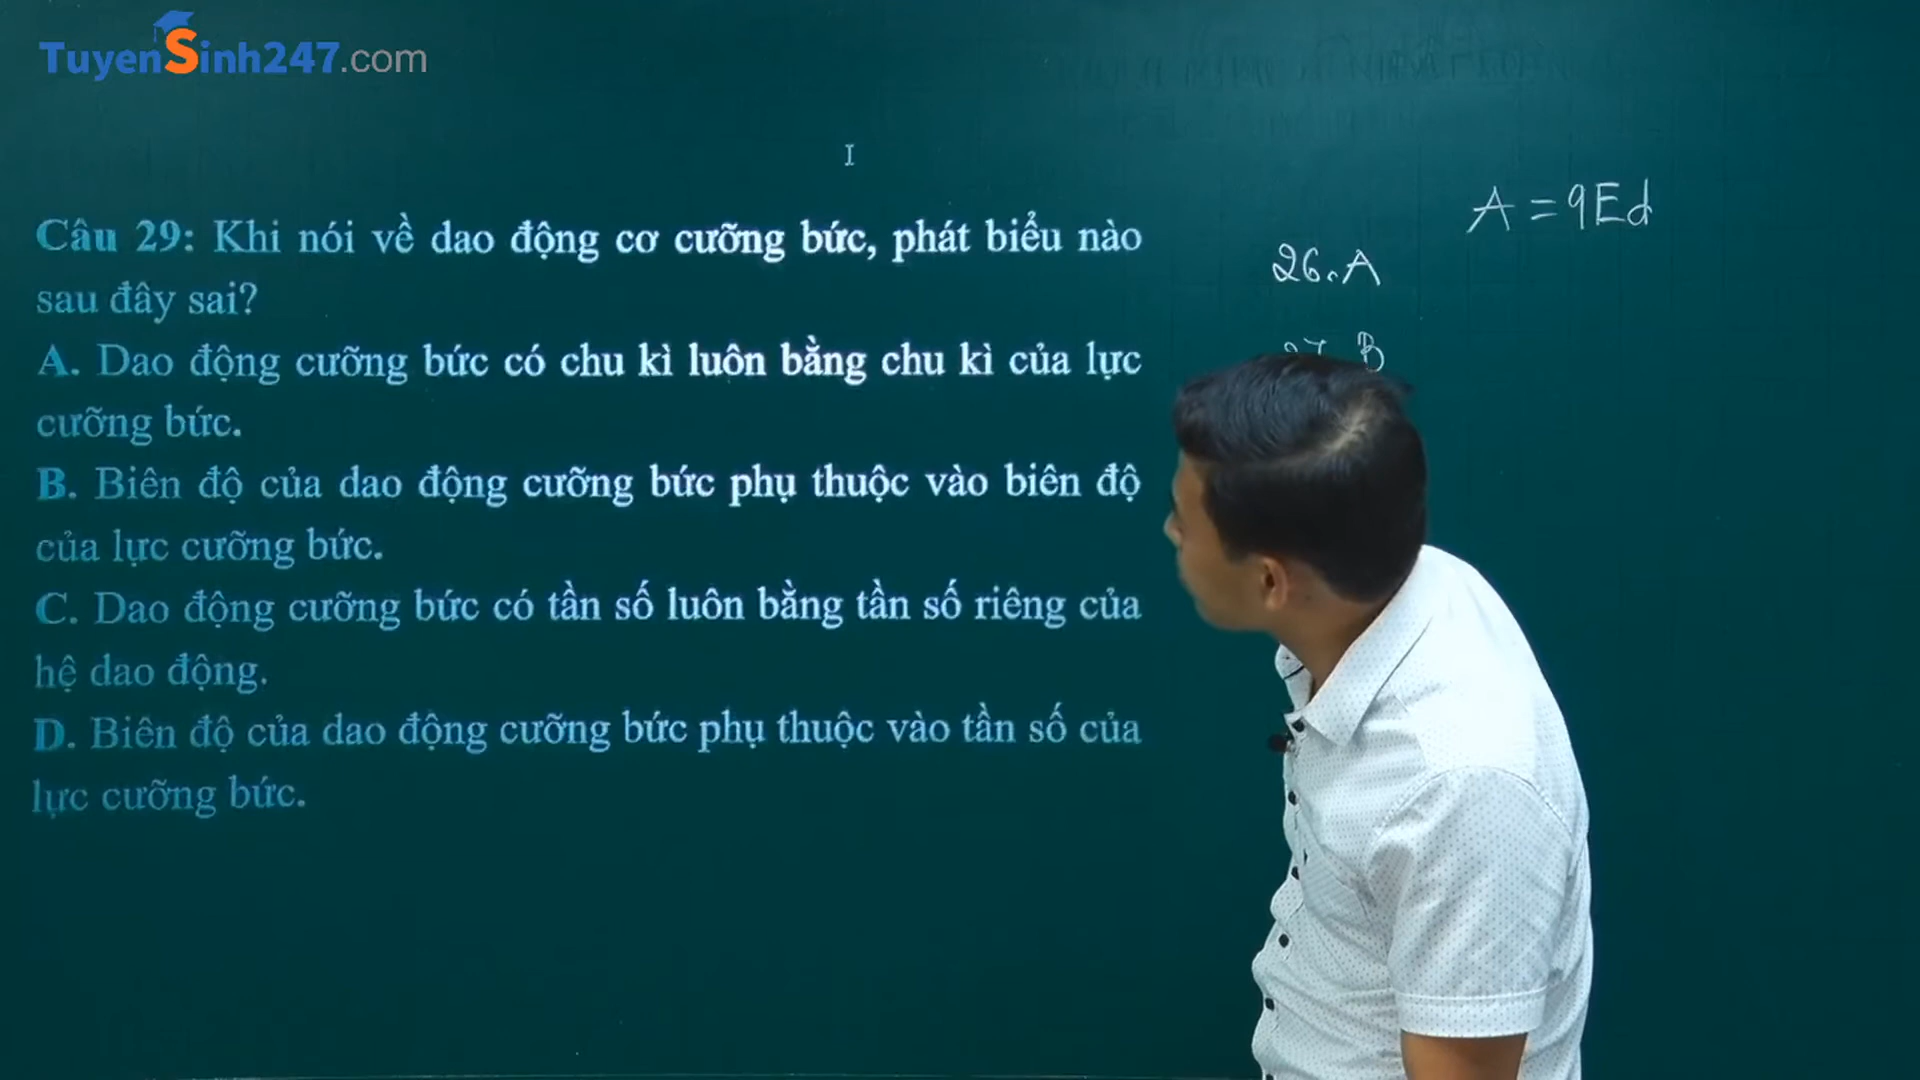 TuyenSinh247.com
Câu 29: Khi nói về dao động cơ cưỡng bức, phát biểu nào
sau đây sai?
A. Dao động cưỡng bức có chu kì luôn bằng chu kì của lực
cưỡng bức.
B. Biên độ của dao động cưỡng bức phụ thuộc vào biên độ
của lực cưỡng bức.
C. Dao động cưỡng bức có tần số luôn bằng tần số riêng của
hệ dao động.
D. Biên độ của dao động cưỡng bức phụ thuộc vào tần số của
lực cưỡng bức.
A = qEd
26. A
B